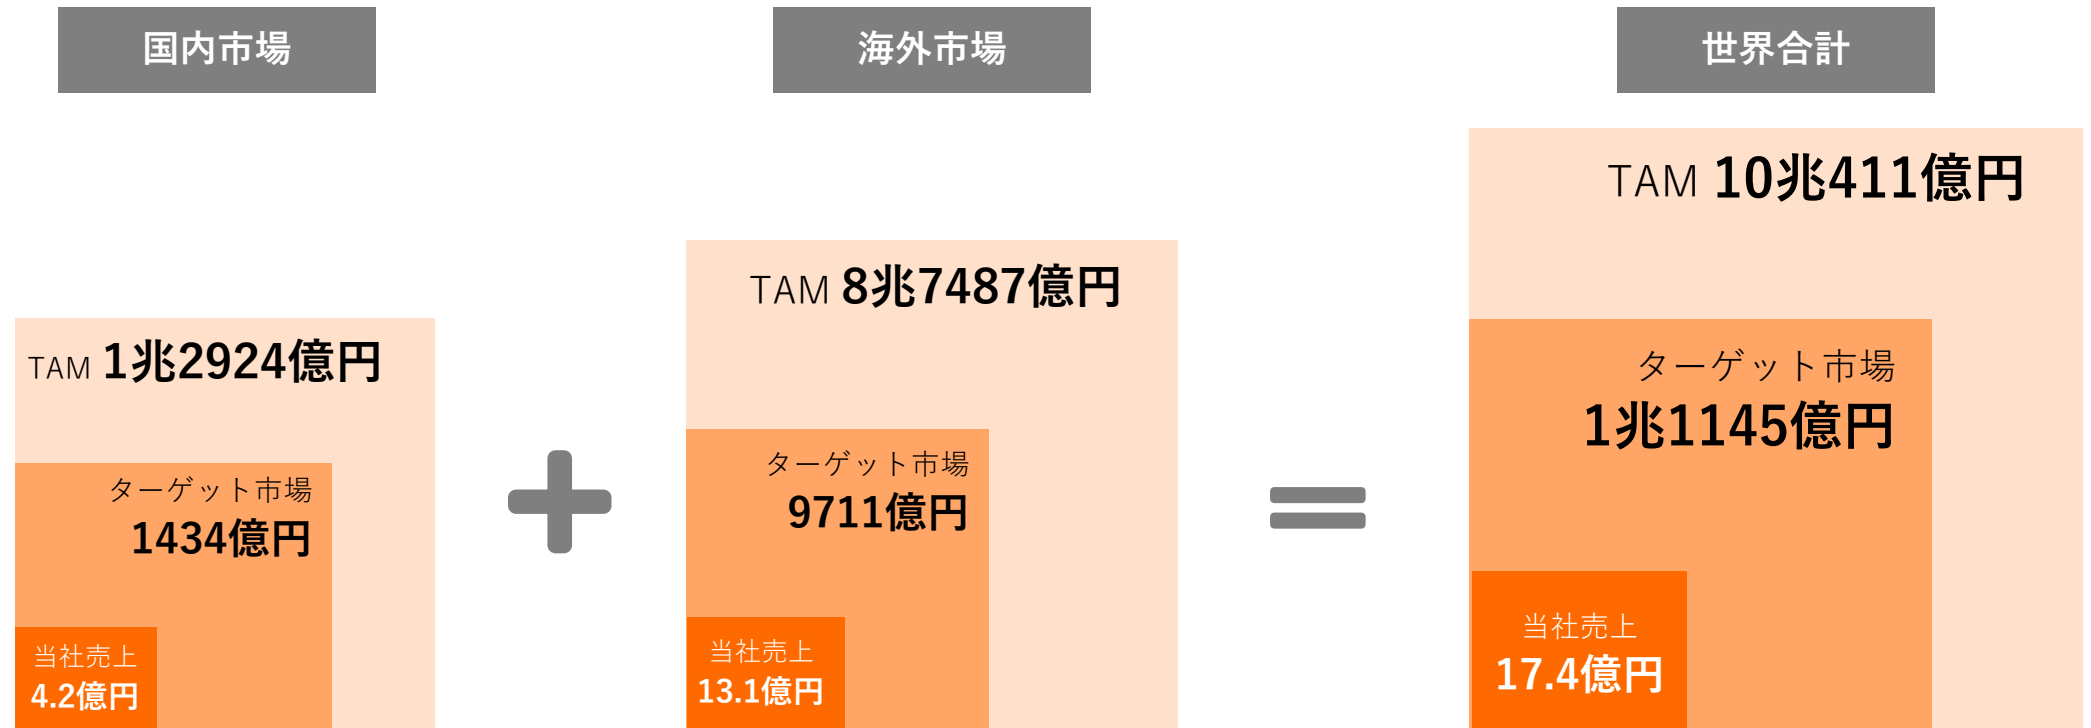 国内市場
TAM 1兆2924億円
ターゲット市場
1434億円
当社売上
4.2億円
海外市場
TAM 8兆7487億円
ターゲット市場
9711億円
当社売上
13.1億円
世界合計
TAM 10兆411億円
ターゲット市場
1兆1145億円
当社売上
17.4億円